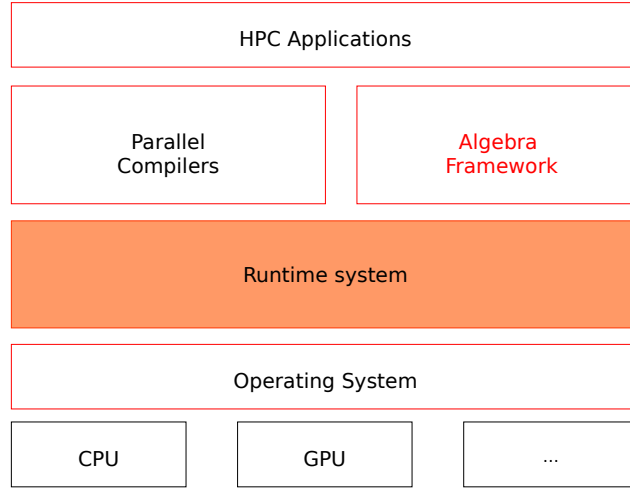 HPC Applications
Parallel
Compilers
Algebra
Framework
Runtime system
Operating System
CPU
GPU
...